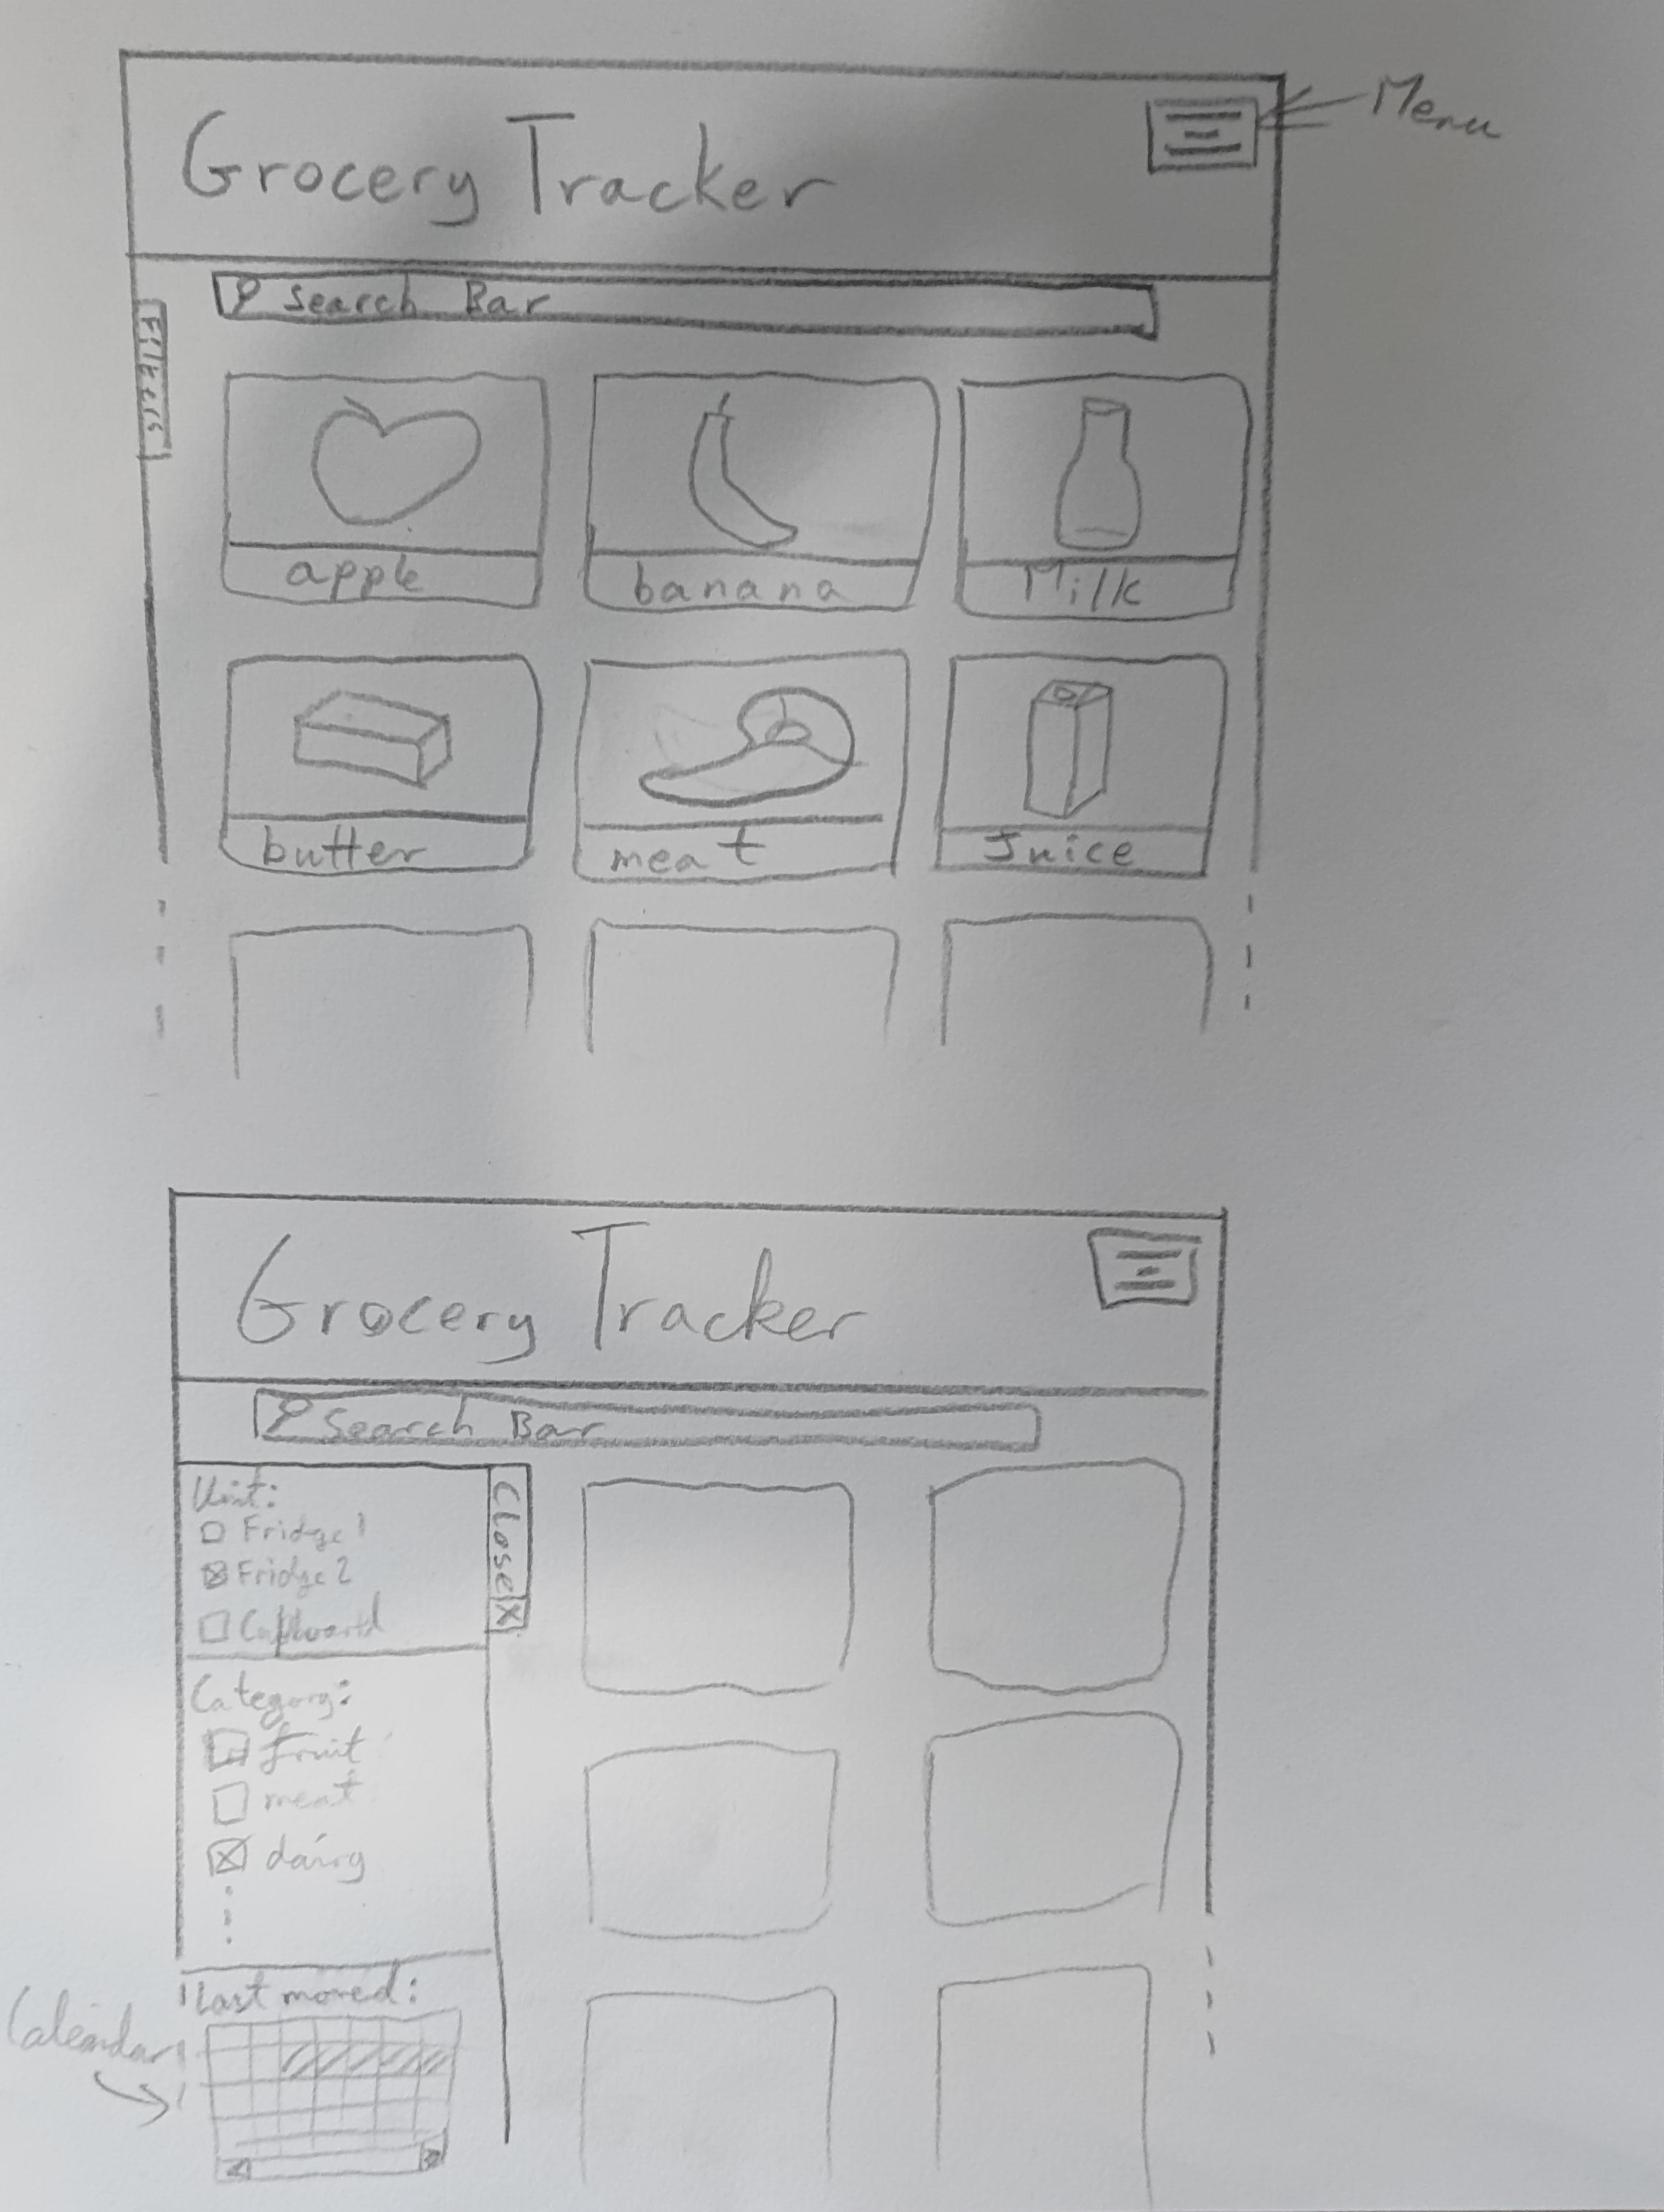 Grocery Tracker
Menu
Search Bar
Filters
apple
banana
Milk
butter
meat
Juice
Grocery Tracker
Search Bar
Close X
Unit:
Fridge 1
Fridge 2
Cupboard
Category:
fruit
meat
dairy
Last moved:
Calendar